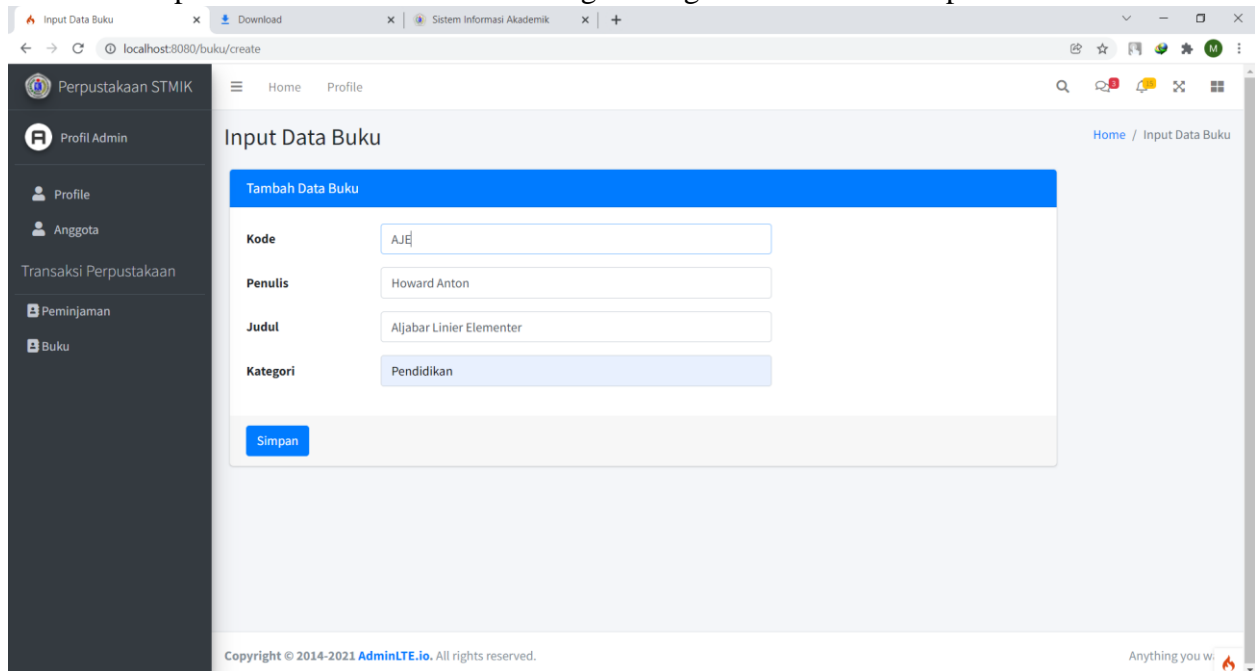 Input Data Buku
Download
Sistem Informasi Akademik
localhost:8080/buku/create
M
Perpustakaan STMIK
Home Profile
3
15
Profil Admin
Input Data Buku
Home / Input Data Buku
Profile
Anggota
Transaksi Perpustakaan
Peminjaman
Buku
Tambah Data Buku
Kode AJE
Penulis Howard Anton
Judul Aljabar Linier Elementer
Kategori Pendidikan
Simpan
Copyright © 2014-2021 AdminLTE.io. All rights reserved.
Anything you w